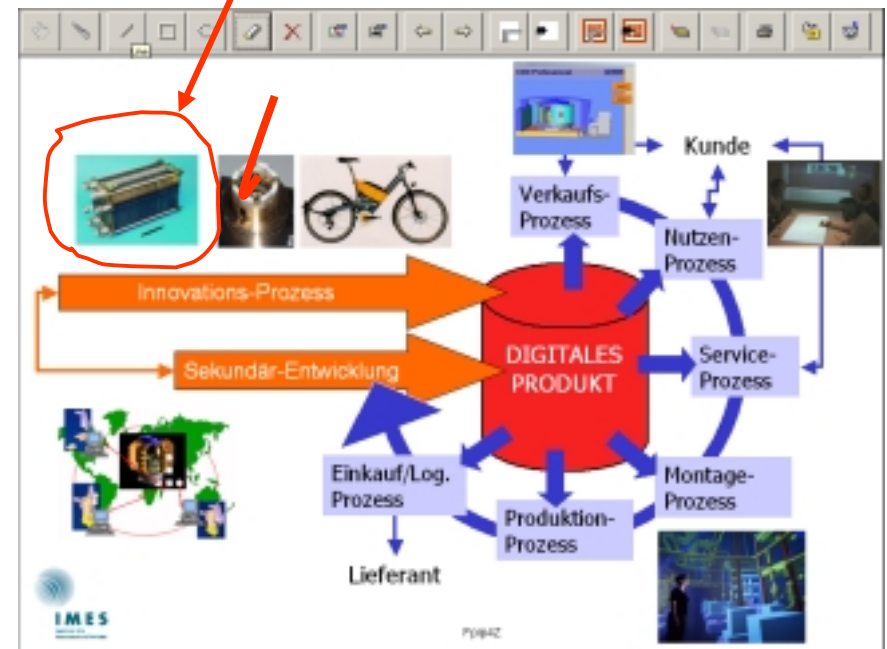 Kunde
Verkaufs-
Prozess
Nutzen-
Prozess
Innovations-Prozess
DIGITALES
PRODUKT
Service-
Prozess
Sekundär-Entwicklung
Einkauf/Log.
Prozess
Montage-
Prozess
Produktion-
Prozess
Lieferant
IMES